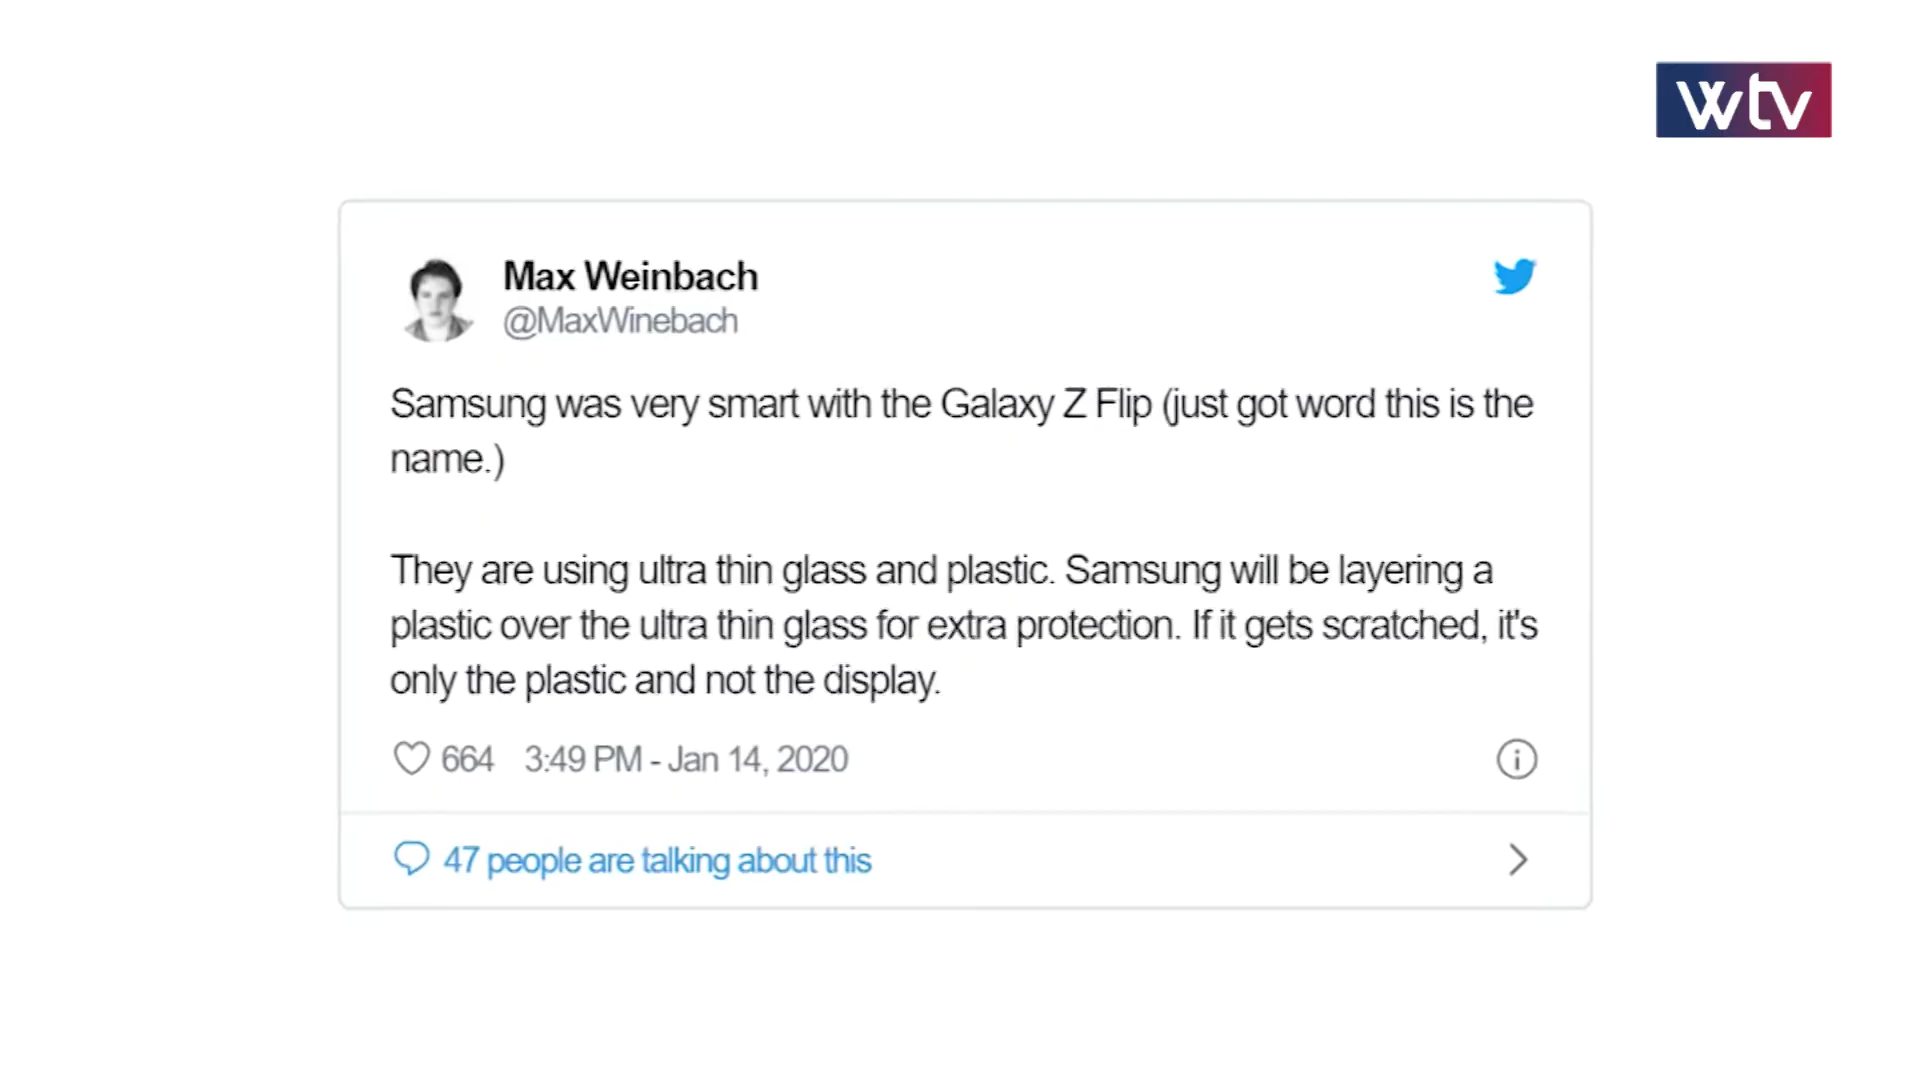 wtv
Max Weinbach
@MaxWinebach
Samsung was very smart with the Galaxy Z Flip (just got word this is the
name.)
They are using ultra thin glass and plastic. Samsung will be layering a
plastic over the ultra thin glass for extra protection. If it gets scratched, it's
only the plastic and not the display.
664 3:49 PM - Jan 14, 2020
47 people are talking about this